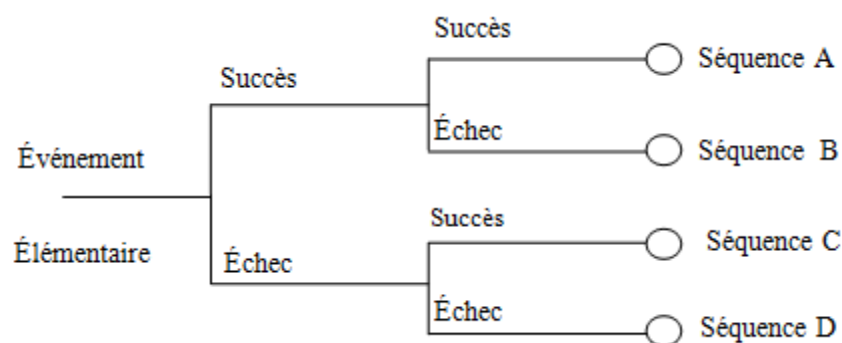 Succès
Séquence A
Succès
Échec
Séquence B
Événement
Élémentaire
Succès
Séquence C
Échec
Échec
Séquence D